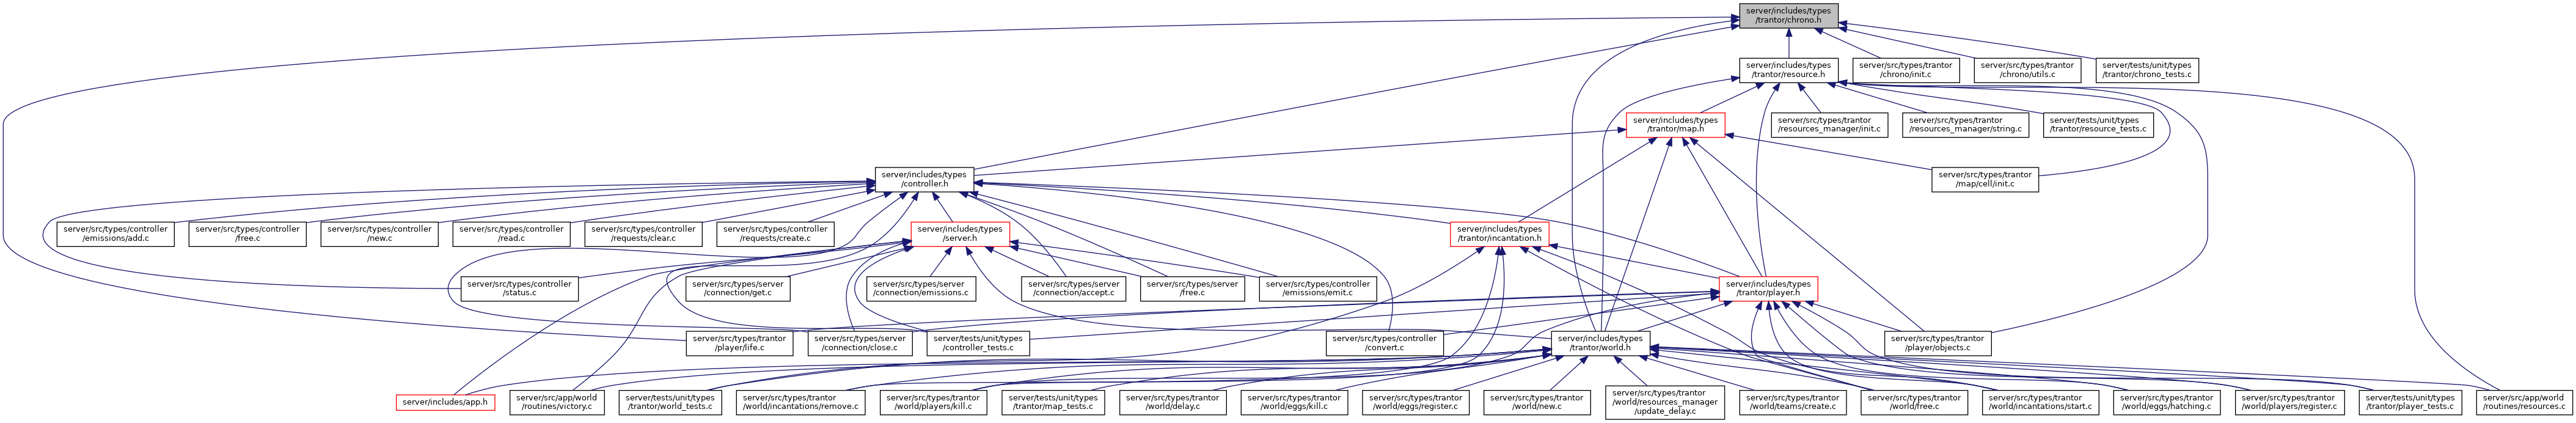 server/includes/types
/trantor/chrono.h
server/includes/types
/trantor/resource.h
server/src/types/trantor
/chrono/init.c
server/src/types/trantor
/chrono/utils.c
server/tests/unit/types
/trantor/chrono_tests.c
server/includes/types
/trantor/map.h
server/src/types/trantor
/resources_manager/init.c
server/src/types/trantor
/resources_manager/string.c
server/tests/unit/types
/trantor/resource_tests.c
server/includes/types
/controller.h
server/src/types/trantor
/map/cell/init.c
server/src/types/controller
/emissions/add.c
server/src/types/controller
/free.c
server/src/types/controller
/new.c
server/src/types/controller
/read.c
server/src/types/controller
/requests/clear.c
server/src/types/controller
/requests/create.c
server/includes/types
/server.h
server/includes/types
/trantor/incantation.h
server/src/types/controller
/status.c
server/src/types/server
/connection/get.c
server/src/types/server
/connection/emissions.c
server/src/types/server
/connection/accept.c
server/src/types/server
/free.c
server/src/types/controller
/emissions/emit.c
server/includes/types
/trantor/player.h
server/src/types/trantor
/player/life.c
server/src/types/server
/connection/close.c
server/tests/unit/types
/controller_tests.c
server/src/types/controller
/convert.c
server/includes/types
/trantor/world.h
server/src/types/trantor
/player/objects.c
server/includes/app.h
server/src/app/world
/routines/victory.c
server/tests/unit/types
/trantor/world_tests.c
server/src/types/trantor
/world/incantations/remove.c
server/src/types/trantor
/world/players/kill.c
server/tests/unit/types
/trantor/map_tests.c
server/src/types/trantor
/world/delay.c
server/src/types/trantor
/world/eggs/kill.c
server/src/types/trantor
/world/eggs/register.c
server/src/types/trantor
/world/new.c
server/src/types/trantor
/world/resources_manager
/update_delay.c
server/src/types/trantor
/world/teams/create.c
server/src/types/trantor
/world/free.c
server/src/types/trantor
/world/incantations/start.c
server/src/types/trantor
/world/eggs/hatching.c
server/src/types/trantor
/world/players/register.c
server/tests/unit/types
/trantor/player_tests.c
server/src/app/world
/routines/resources.c